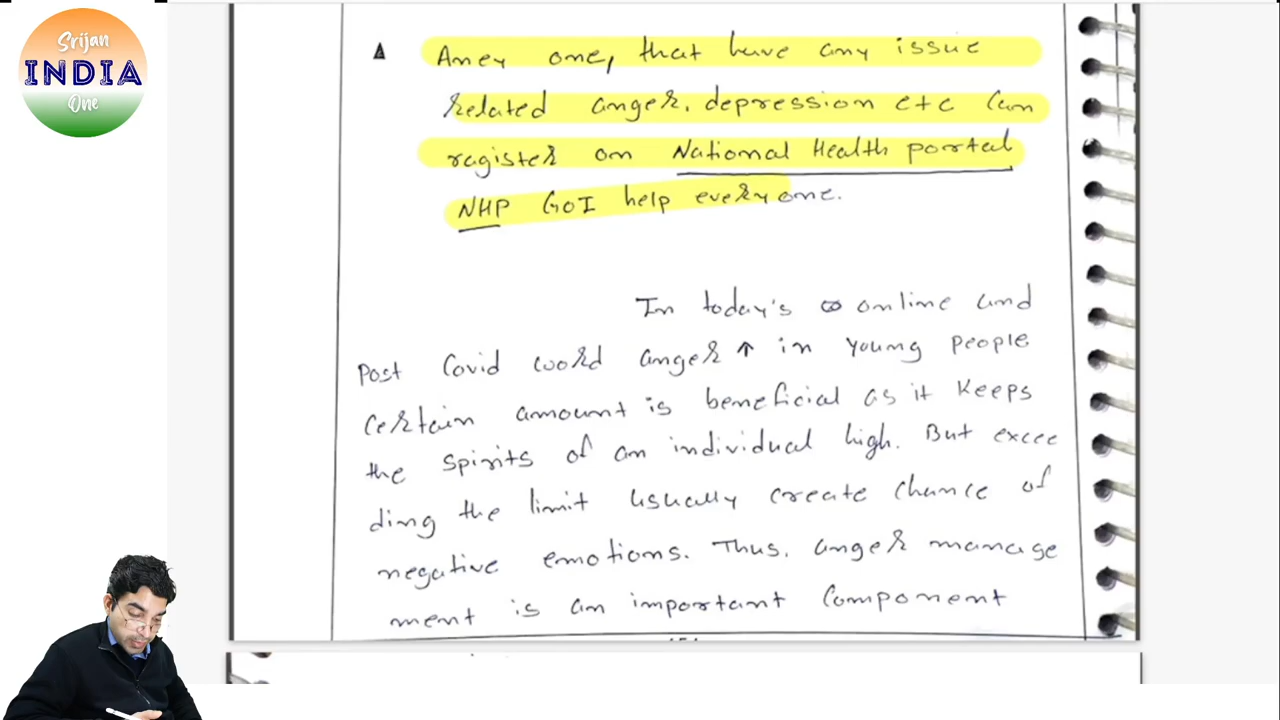 Srijan
INDIA
One
Aney one, that have any issue
related anger. depression etc can
ragister on National Health portal
NHP GoI help everyone.
In today's online and
Post Covid world anger ↑ in young people
certain amount is beneficial as it keeps
the spirits of an individual high. But excee
ding the limit usually create chance of
negative emotions. Thus, anger manage
ment is an important component